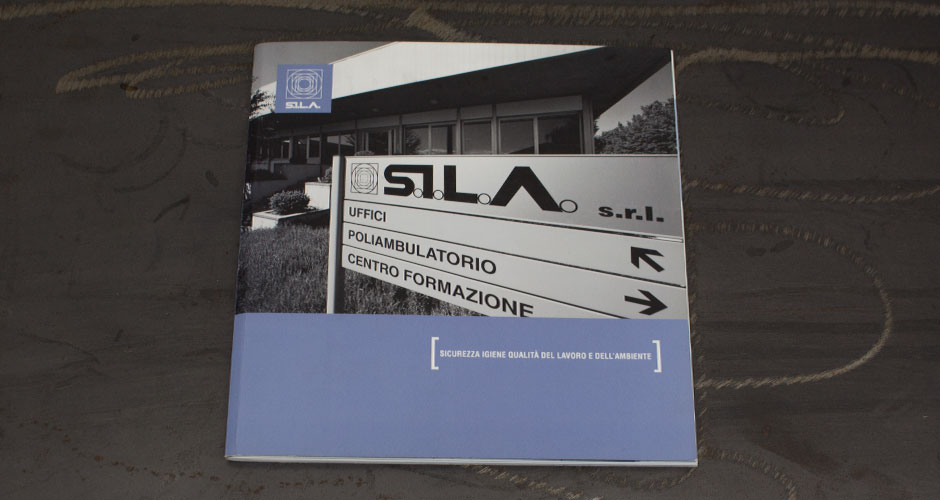 S.I.L.A.
S.I.L.A. s.r.l.
UFFICI
POLIAMBULATORIO
CENTRO FORMAZIONE
[SICUREZZA IGIENE QUALITÀ DEL LAVORO E DELL'AMBIENTE]